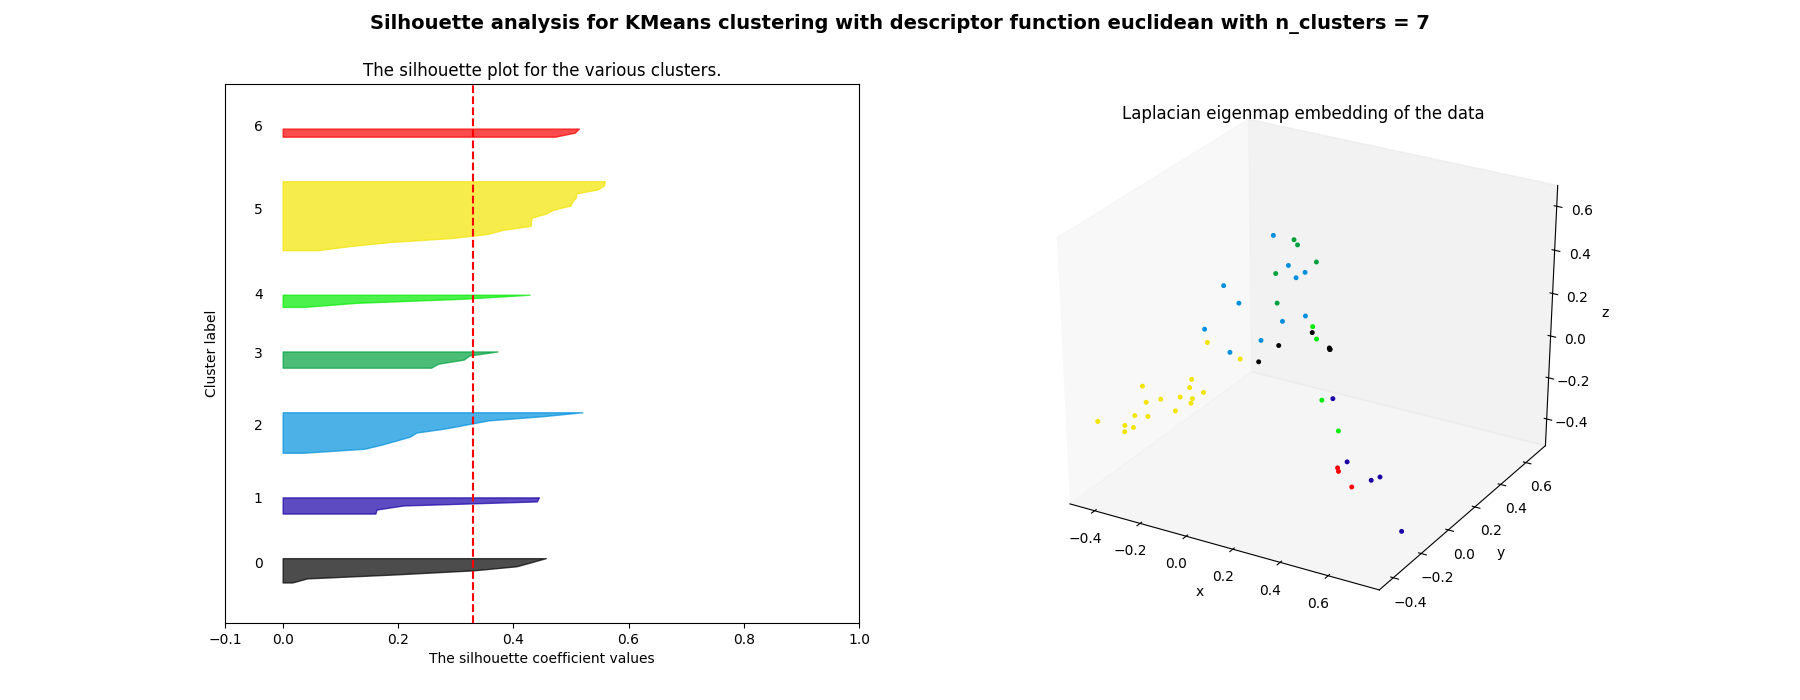 Silhouette analysis for KMeans clustering with descriptor function euclidean with n_clusters = 7
The silhouette plot for the various clusters.
6
5
4
3
2
1
0
Cluster label
−0.1 0.0 0.2 0.4 0.6 0.8 1.0
The silhouette coefficient values
Laplacian eigenmap embedding of the data
0.6
0.4
0.2
0.0
−0.2
−0.4
z
−0.4
−0.2
0.0
0.2
0.4
0.6
x
0.6
0.4
0.2
0.0
−0.2
−0.4
y